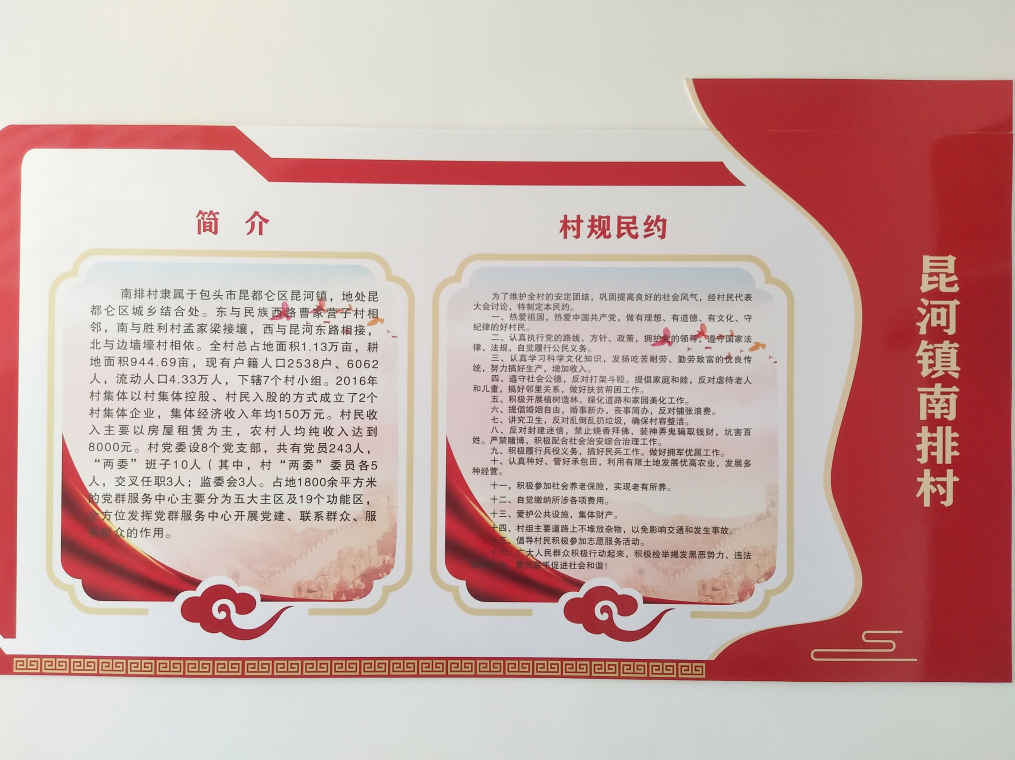 简 介
南排村隶属于包头市昆都仑区昆河镇，地处昆
都仑区城乡结合处。东与民族西路曹家营子村相
邻，南与胜利村孟家梁接壤，西与昆河东路相接，
北与边墙壕村相依。全村总占地面积1.13万亩，耕
地面积944.69亩，现有户籍人口2538户、6062
人，流动人口4.33万人，下辖7个村小组。2016年
村集体以村集体控股、村民入股的方式成立了2个
村集体企业，集体经济收入年均150万元。村民收
入主要以房屋租赁为主，农村人均纯收入达到
8000元。村党委设8个党支部，共有党员243人，
“两委”班子10人（其中，村“两委”委员各5
人，交叉任职3人；监委会3人。占地1800余平方米
的党群服务中心主要分为五大主区及19个功能区，
全方位发挥党群服务中心开展党建、联系群众、服
务群众的作用。
村规民约
为了维护全村的安定团结，巩固提高良好的社会风气，经村民代表
大会讨论，特制定本民约。
一、热爱祖国，热爱中国共产党，做有理想、有道德、有文化、守
纪律的好村民。
二、认真执行党的路线、方针、政策，拥护党的领导，遵守国家法
律、法规，自觉履行公民义务。
三、认真学习科学文化知识，发扬吃苦耐劳、勤劳致富的优良传
统，努力搞好生产，增加收入。
四、遵守社会公德，反对打架斗殴。提倡家庭和睦，反对虐待老人
和儿童，搞好邻里关系，做好扶贫帮困工作。
五、积极开展植树造林、绿化道路和家园美化工作。
六、提倡婚姻自由，婚事新办，丧事简办，反对铺张浪费。
七、讲究卫生，反对乱倒乱扔垃圾，确保村容整洁。
八、反对封建迷信，禁止烧香拜佛，装神弄鬼骗取钱财，坑害百
姓。严禁赌博，积极配合社会治安综合治理工作。
九、积极履行兵役义务，搞好民兵工作。做好拥军优属工作。
十、认真种好、管好承包田，利用有限土地发展优高农业，发展多
种经营。
十一、积极参加社会养老保险，实现老有所养。
十二、自觉缴纳所涉各项费用。
十三、爱护公共设施，集体财产。
十四、村组主要道路上不堆放杂物，以免影响交通和发生事故。
十五、倡导村民积极参加志愿服务活动。
十六、广大人民群众积极行动起来，积极检举揭发黑恶势力、违法
促进社会和谐！
昆河镇南排村